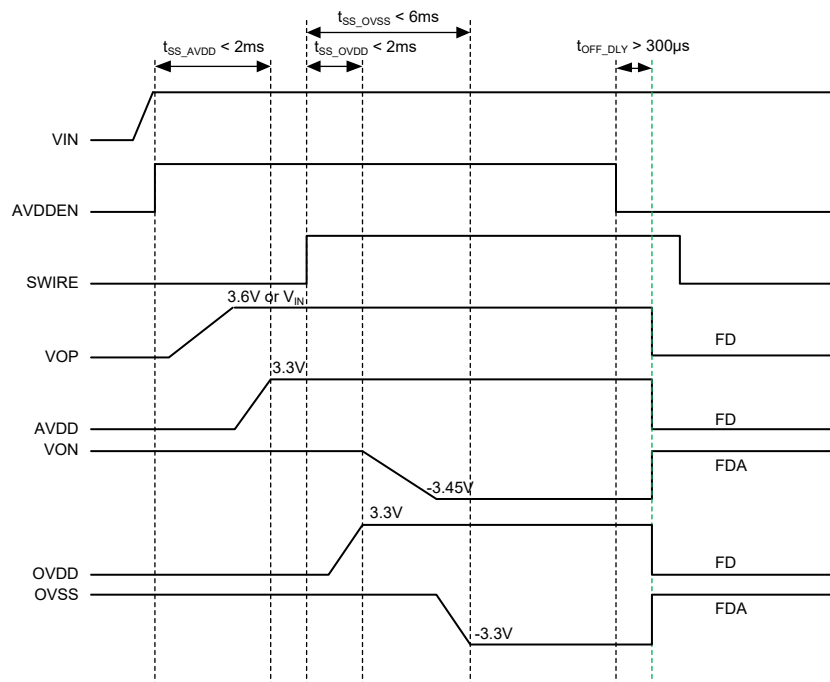 tSS_OVSS < 6ms
tSS_AVDD < 2ms
tSS_OVDD < 2ms
tOFF_DLY > 300µs
VIN
AVDDEN
SWIRE
3.6V or VIN
VOP
FD
3.3V
AVDD
FD
VON
FDA
-3.45V
3.3V
OVDD
FD
OVSS
FDA
-3.3V